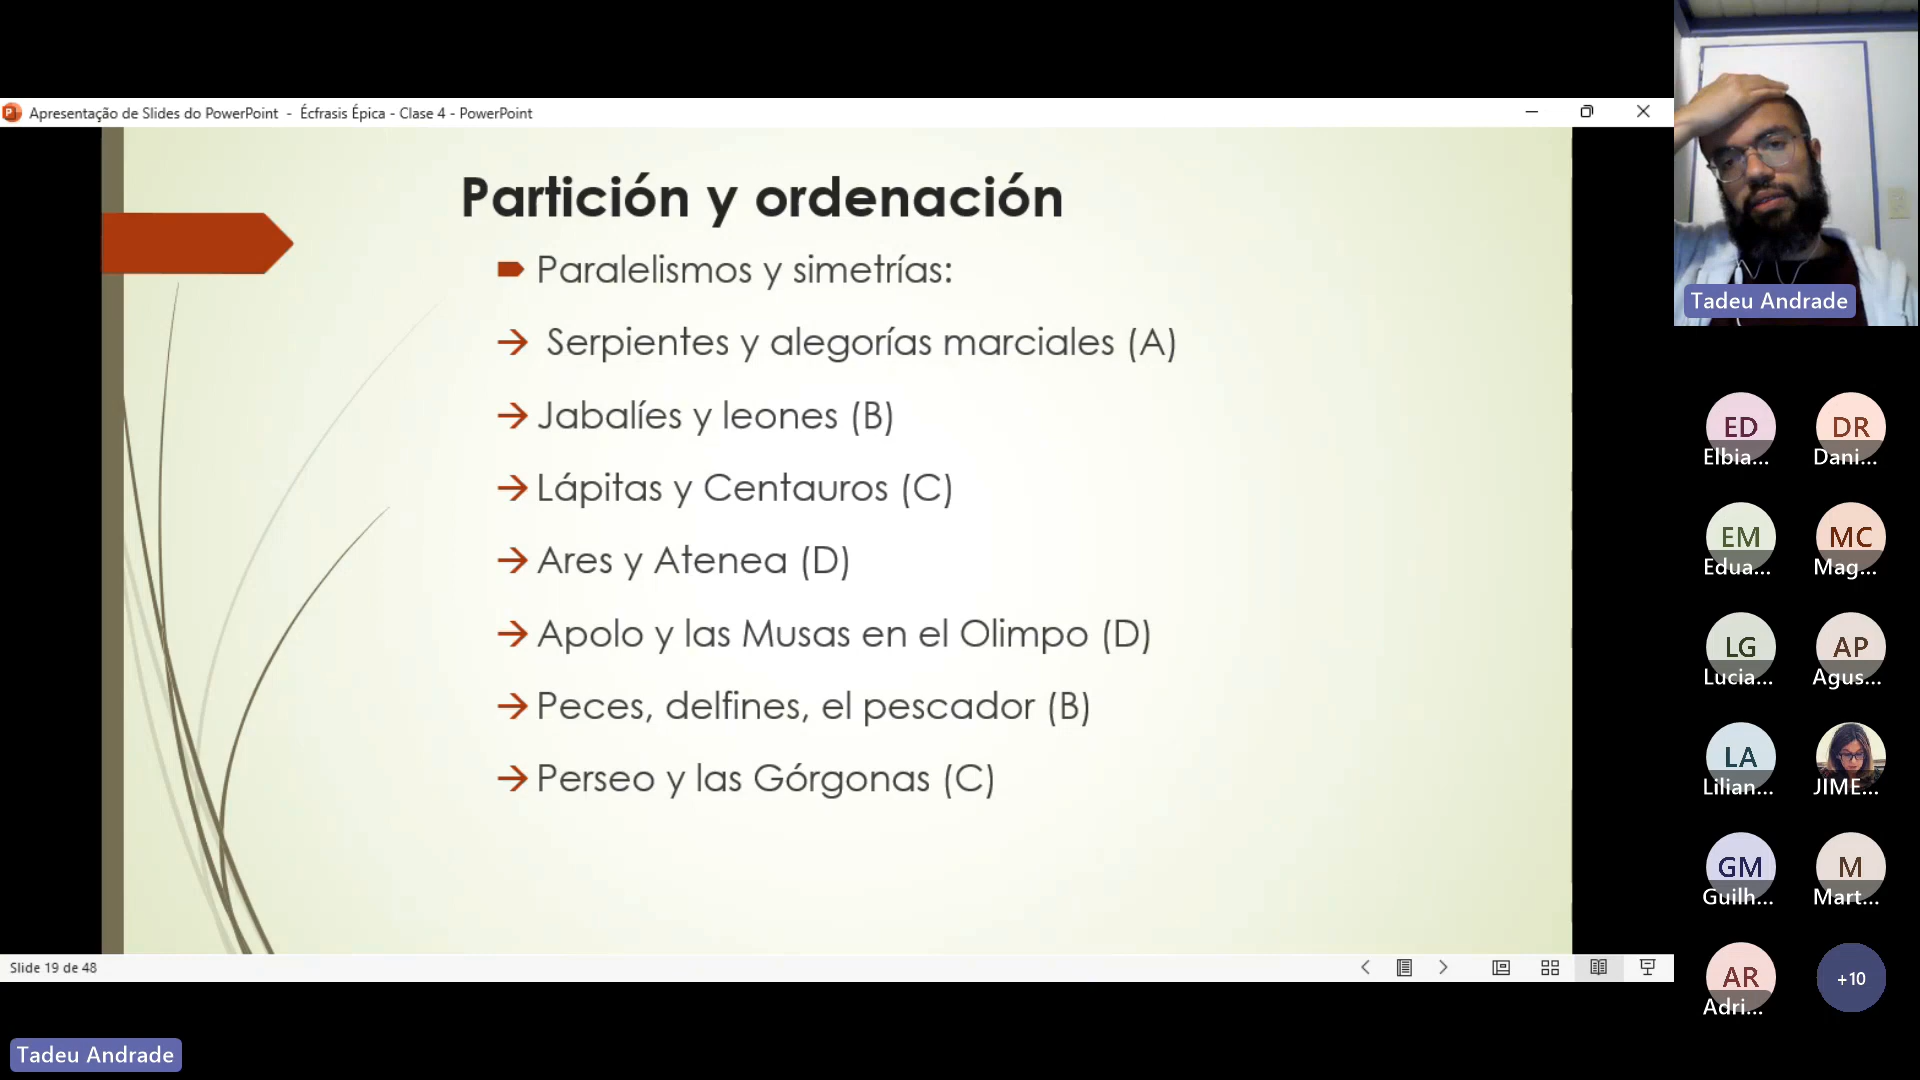 Apresentação de Slides do PowerPoint - Écfrasis Épica - Clase 4 - PowerPoint
Partición y ordenación
Paralelismos y simetrías:
→ Serpientes y alegorías marciales (A)
→ Jabalíes y leones (B)
→ Lápitas y Centauros (C)
→ Ares y Atenea (D)
→ Apolo y las Musas en el Olimpo (D)
→ Peces, delfines, el pescador (B)
→ Perseo y las Górgonas (C)
Slide 19 de 48
Tadeu Andrade
Tadeu Andrade
ED
Elbia...
DR
Dani...
EM
Edua...
MC
Mag...
LG
Lucia...
AP
Agus...
LA
Lilian...
JIME...
GM
Guilh...
M
Mart...
AR
Adri...
+10